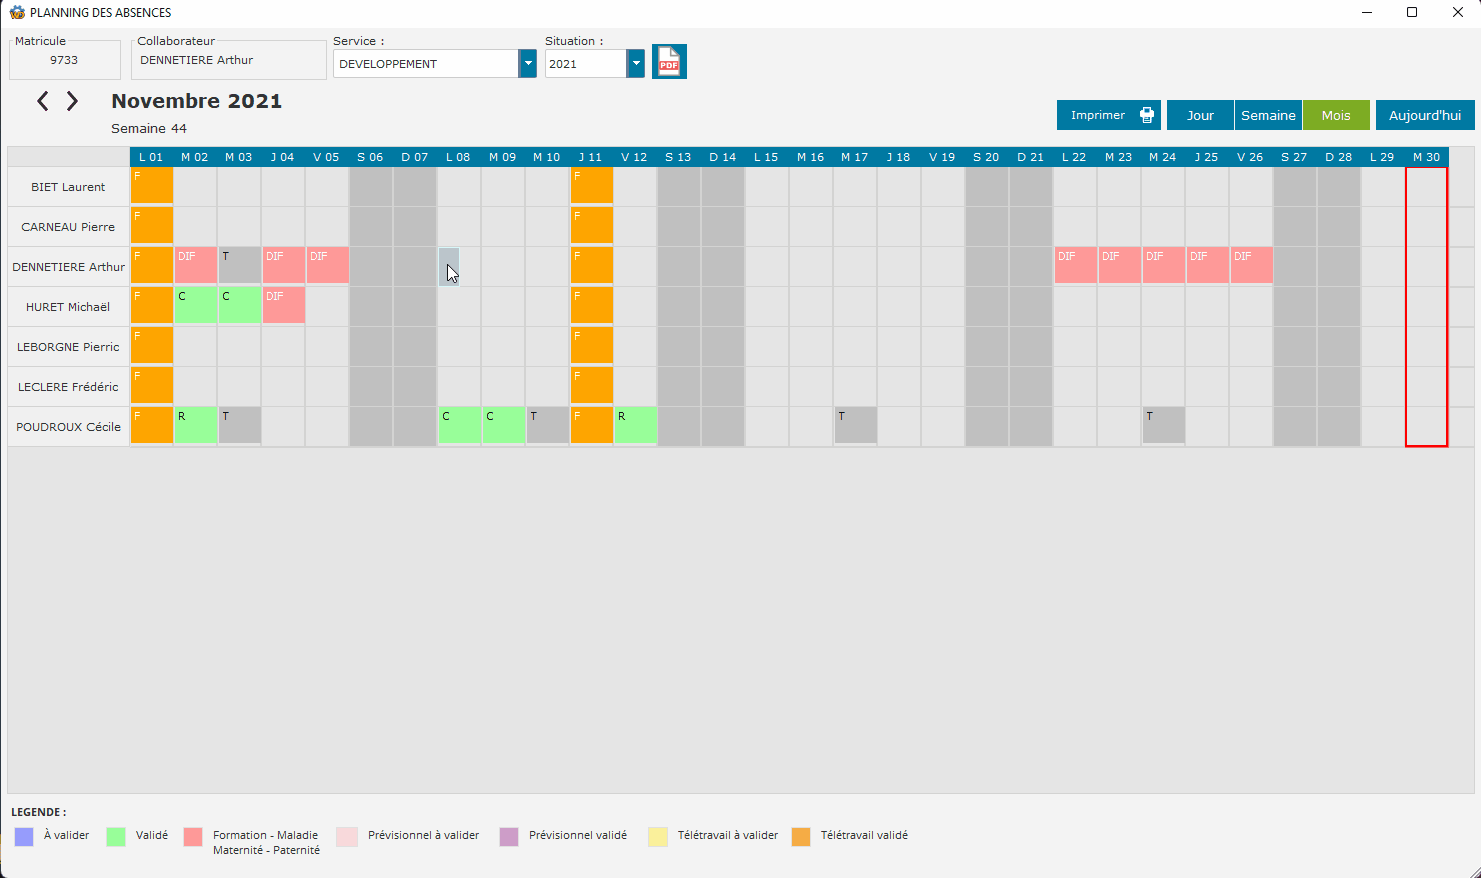 PLANNING DES ABSENCES
Matricule
9733
Collaborateur
DENNETIERE Arthur
Service :
DEVELOPPEMENT
Situation :
2021
PDF
Novembre 2021
Semaine 44
Imprimer
Jour
Semaine
Mois
Aujourd'hui
L 01 M 02 M 03 J 04 V 05 S 06 D 07 L 08 M 09 M 10 J 11 V 12 S 13 D 14 L 15 M 16 M 17 J 18 V 19 S 20 D 21 L 22 M 23 M 24 J 25 V 26 S 27 D 28 L 29 M 30
BIET Laurent F F
CARNEAU Pierre F F
DENNETIERE Arthur F DIF T DIF DIF F DIF DIF DIF DIF DIF
HURET Michaël F C C DIF F
LEBORGNE Pierric F F
LECLERE Frédéric F F
POUDROUX Cécile F R T C C T F R T T
LEGENDE :
À valider
Validé
Formation - Maladie
Maternité - Paternité
Prévisionnel à valider
Prévisionnel validé
Télétravail à valider
Télétravail validé